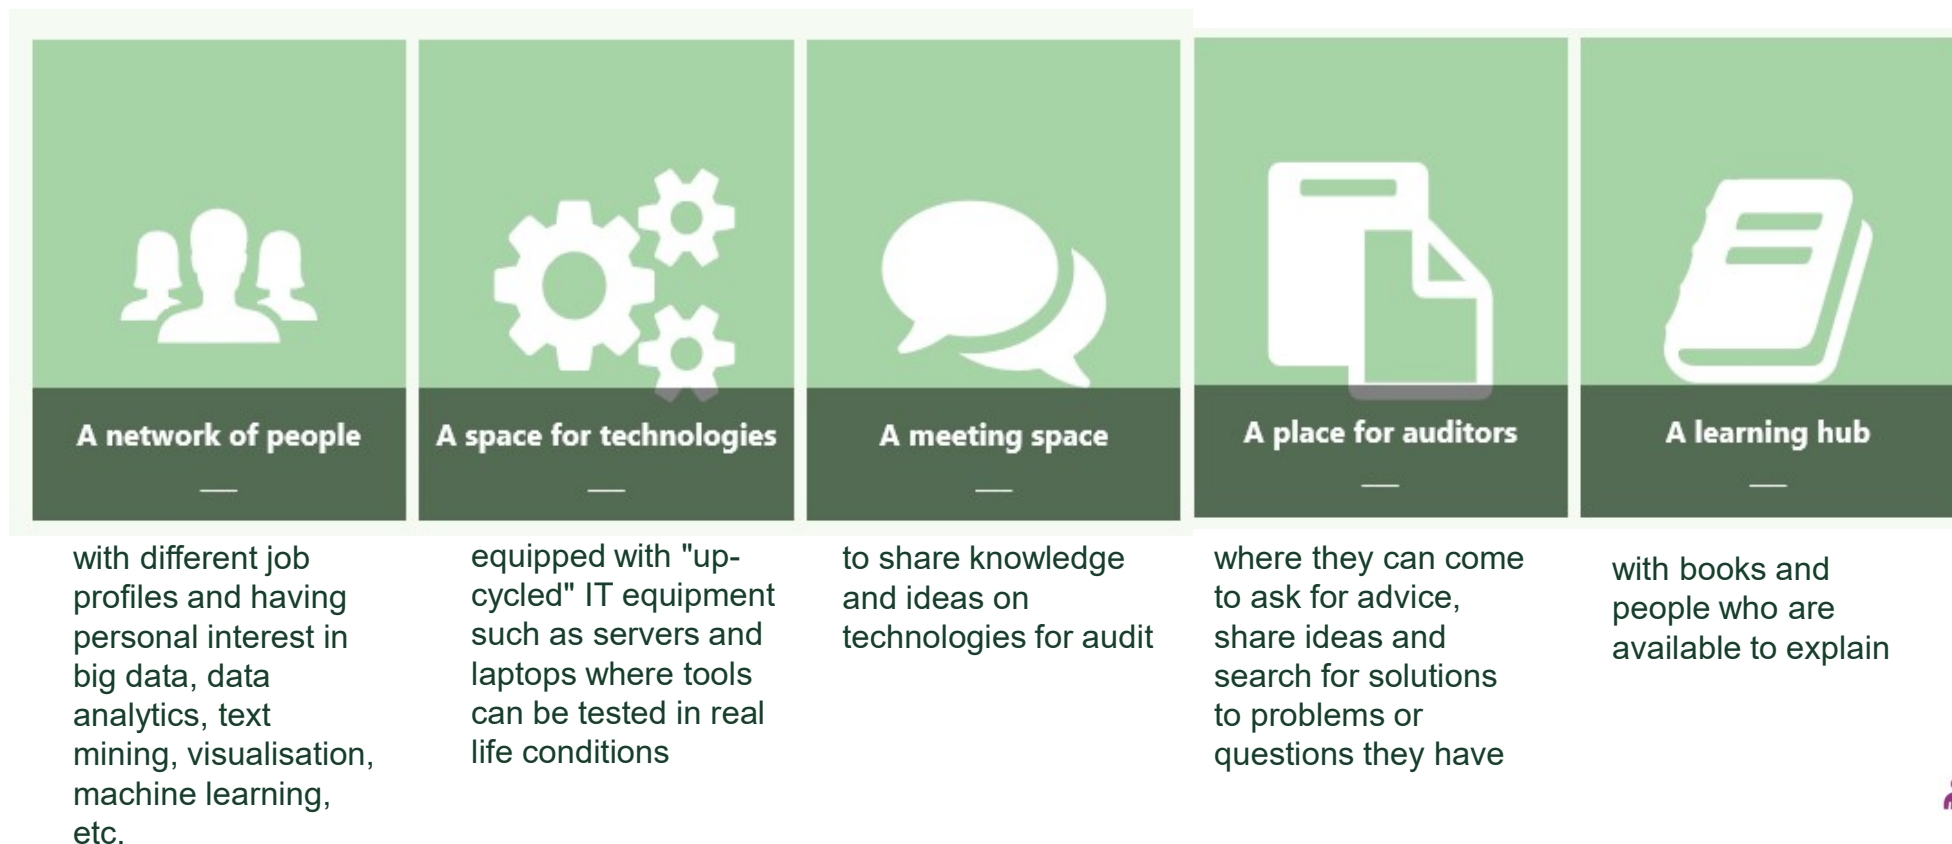 A network of people
with different job
profiles and having
personal interest in
big data, data
analytics, text
mining, visualisation,
machine learning,
etc.
A space for technologies
equipped with "up-
cycled" IT equipment
such as servers and
laptops where tools
can be tested in real
life conditions
A meeting space
to share knowledge
and ideas on
technologies for audit
A place for auditors
where they can come
to ask for advice,
share ideas and
search for solutions
to problems or
questions they have
A learning hub
with books and
people who are
available to explain